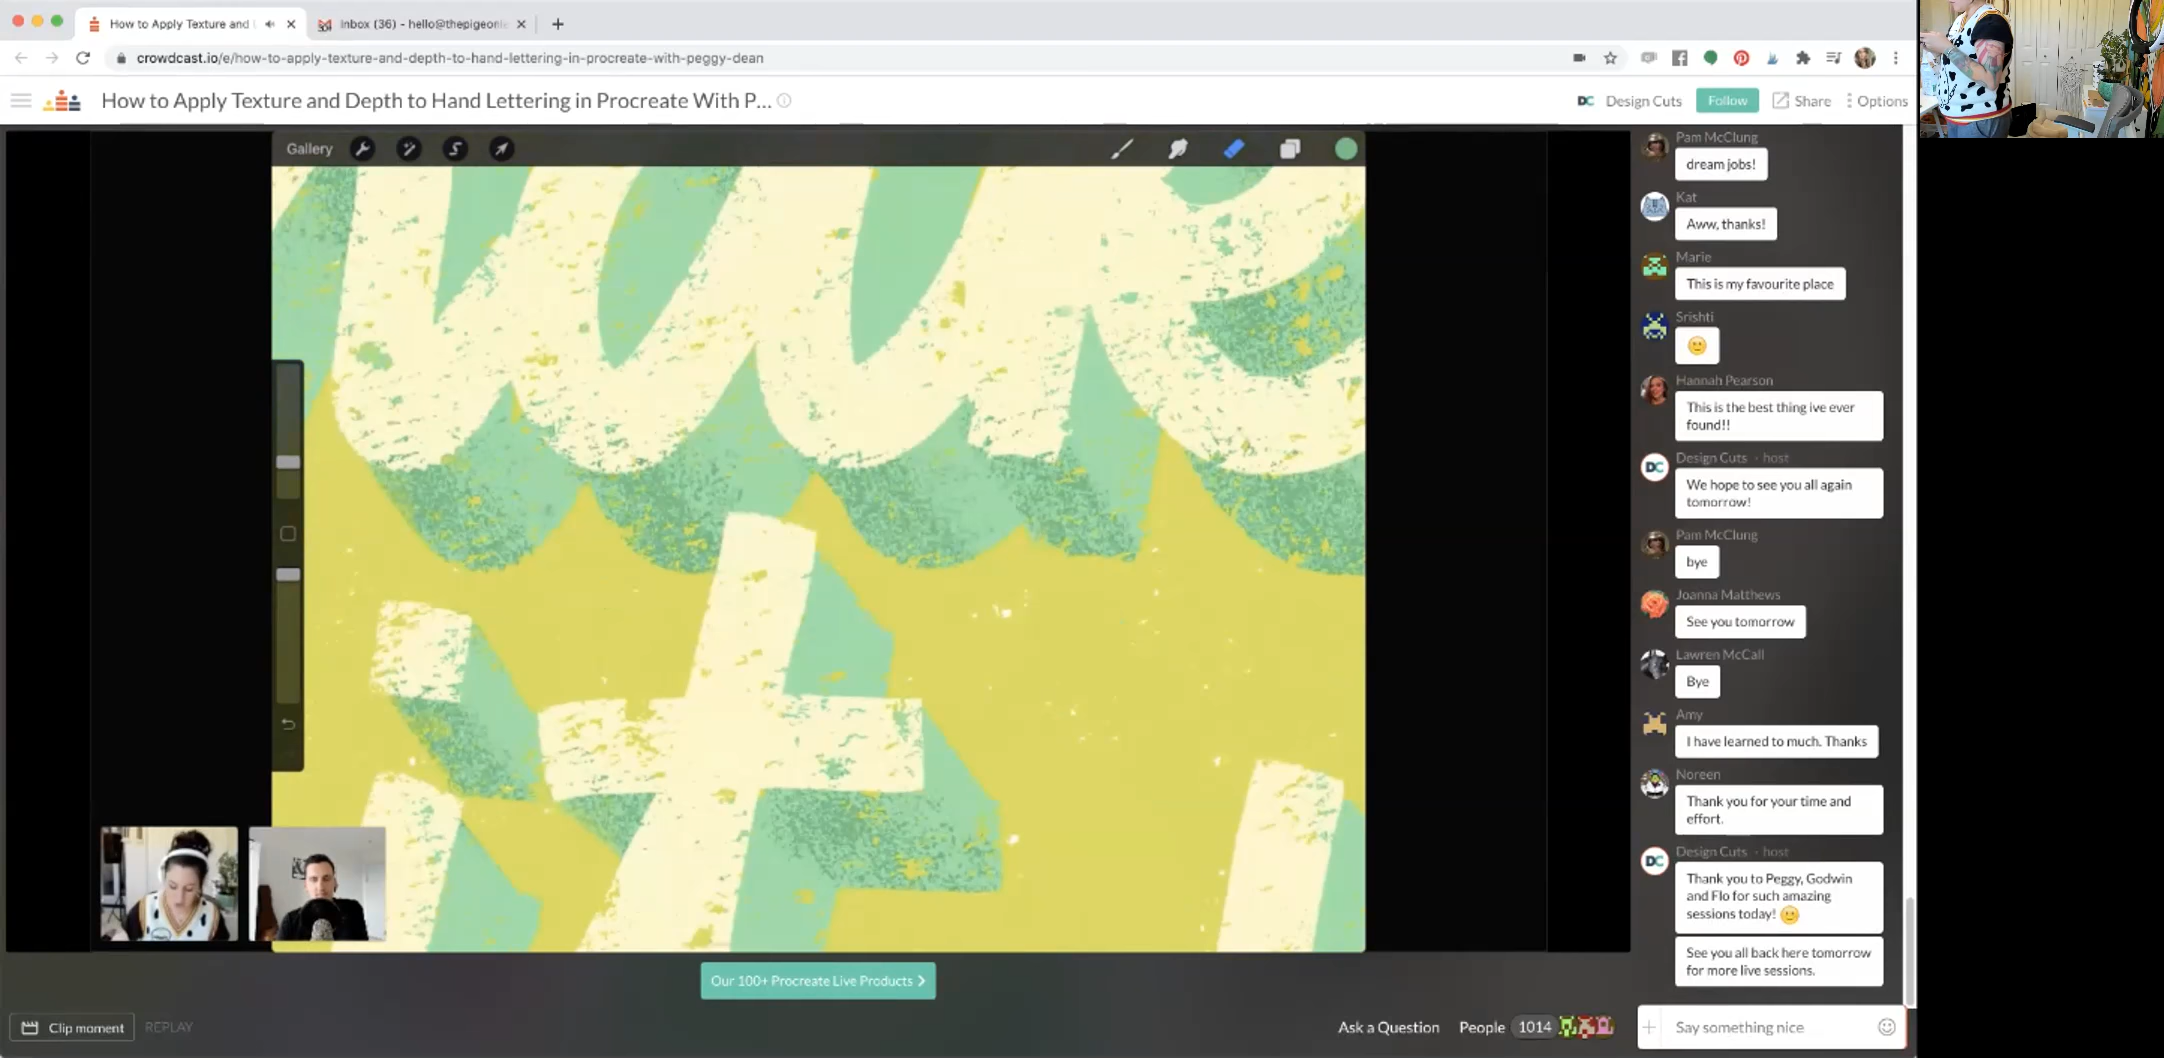 How to Apply Texture and
Inbox (36) - hello@thepigeonle
crowdcast.io/e/how-to-apply-texture-and-depth-to-hand-lettering-in-procreate-with-peggy-dean
How to Apply Texture and Depth to Hand Lettering in Procreate With P...
DC Design Cuts
Follow
Share
Options
Gallery
Pam McClung
dream jobs!
Kat
Aww, thanks!
Marie
This is my favourite place
Srishti
Hannah Pearson
This is the best thing ive ever
found!!
Design Cuts · host
DC
We hope to see you all again
tomorrow!
Pam McClung
bye
Joanna Matthews
See you tomorrow
Lawren McCall
Bye
Amy
I have learned to much. Thanks
Noreen
Thank you for your time and
effort.
Design Cuts · host
DC
Thank you to Peggy, Godwin
and Flo for such amazing
sessions today!
See you all back here tomorrow
for more live sessions.
Our 100+ Procreate Live Products
Clip moment
REPLAY
Ask a Question
People 1014
Say something nice